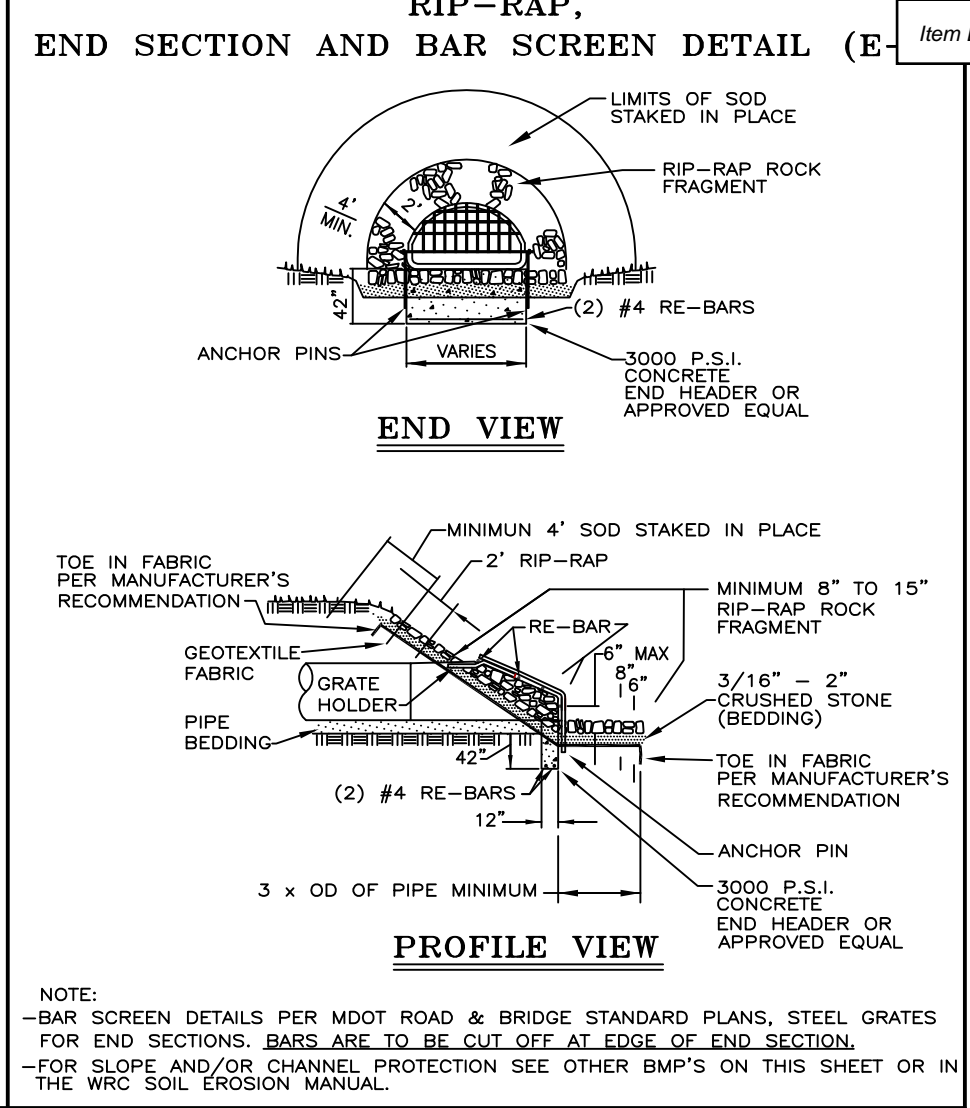 RIP-RAP,
END SECTION AND BAR SCREEN DETAIL (E-
Item
LIMITS OF SOD
STAKED IN PLACE
RIP-RAP ROCK
FRAGMENT
4'
MIN.
2'
42"
(2) #4 RE-BARS
ANCHOR PINS
VARIES
3000 P.S.I.
CONCRETE
END HEADER OR
APPROVED EQUAL
END VIEW
MINIMUN 4' SOD STAKED IN PLACE
TOE IN FABRIC
PER MANUFACTURER'S
RECOMMENDATION
2' RIP-RAP
MINIMUM 8" TO 15"
RIP-RAP ROCK
FRAGMENT
RE-BAR
GEOTEXTILE
FABRIC
6" MAX
8"
6"
GRATE
HOLDER
3/16" - 2"
CRUSHED STONE
(BEDDING)
PIPE
BEDDING
42"
TOE IN FABRIC
PER MANUFACTURER'S
RECOMMENDATION
(2) #4 RE-BARS
12"
ANCHOR PIN
3 x OD OF PIPE MINIMUM
3000 P.S.I.
CONCRETE
END HEADER OR
APPROVED EQUAL
PROFILE VIEW
NOTE:
-BAR SCREEN DETAILS PER MDOT ROAD & BRIDGE STANDARD PLANS, STEEL GRATES
FOR END SECTIONS. BARS ARE TO BE CUT OFF AT EDGE OF END SECTION.
-FOR SLOPE AND/OR CHANNEL PROTECTION SEE OTHER BMP'S ON THIS SHEET OR IN
THE WRC SOIL EROSION MANUAL.